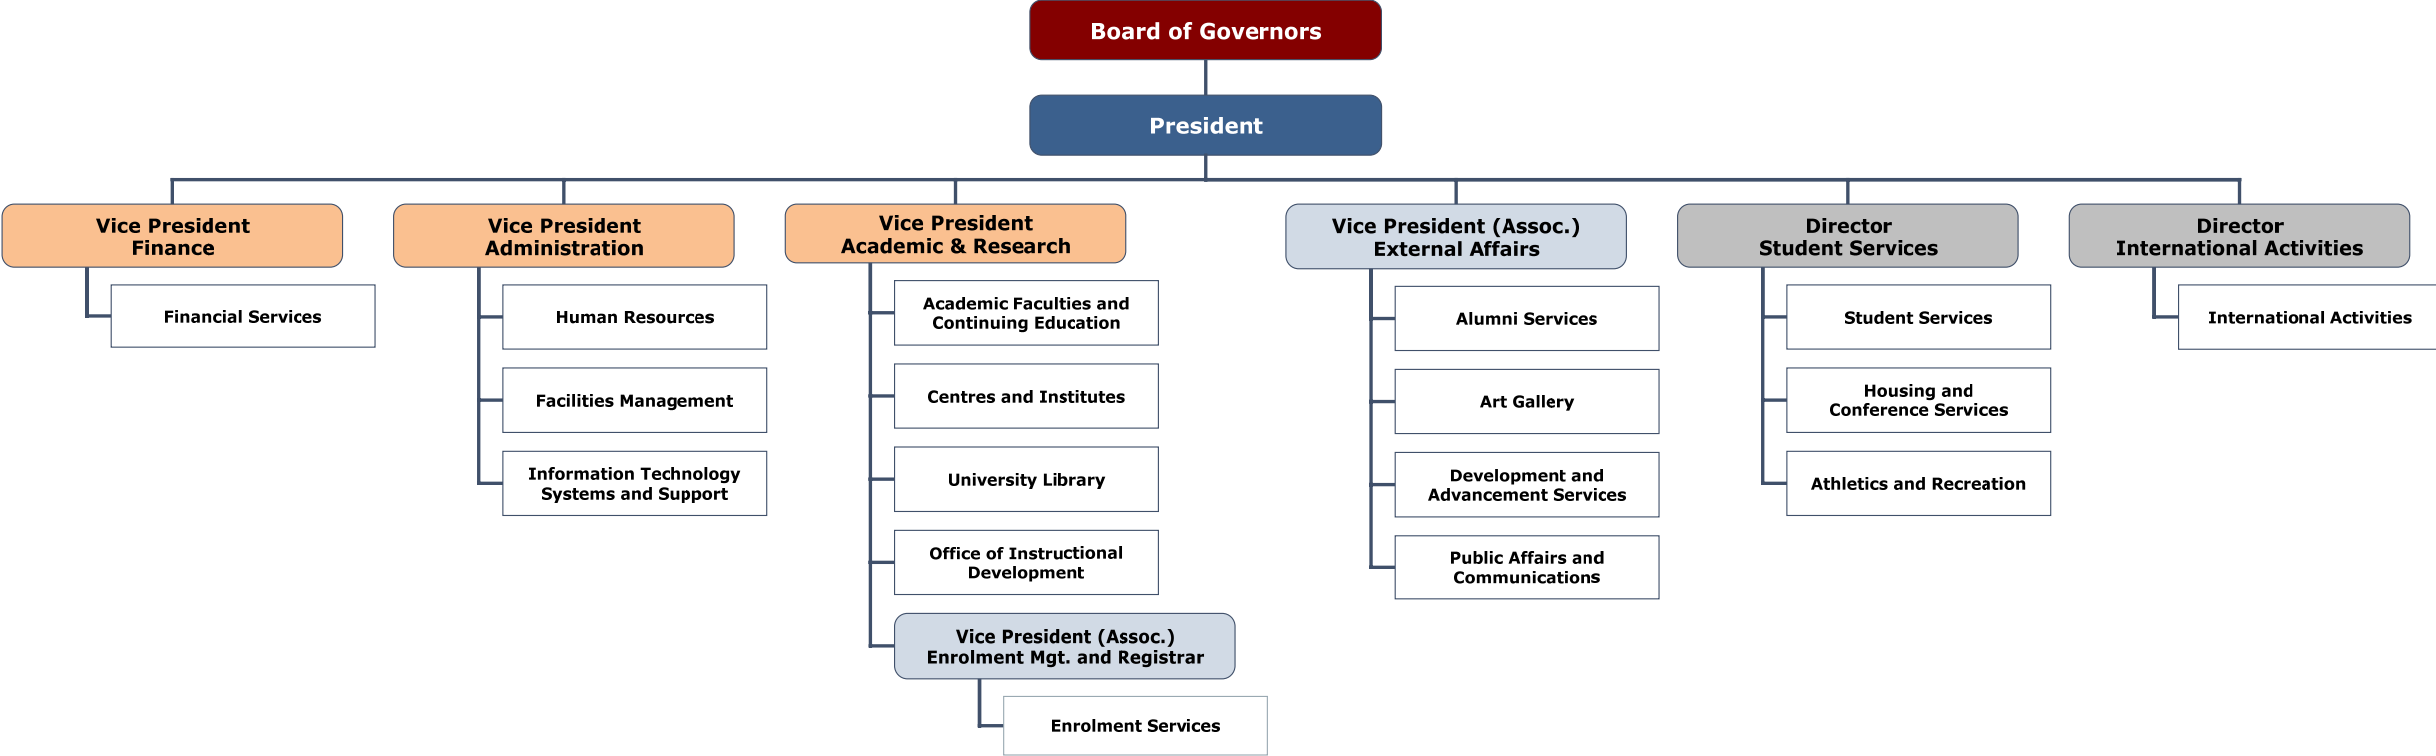 Board of Governors
President
Vice President
Finance
Financial Services
Vice President
Administration
Human Resources
Facilities Management
Information Technology
Systems and Support
Vice President
Academic & Research
Academic Faculties and
Continuing Education
Centres and Institutes
University Library
Office of Instructional
Development
Vice President (Assoc.)
Enrolment Mgt. and Registrar
Enrolment Services
Vice President (Assoc.)
External Affairs
Alumni Services
Art Gallery
Development and
Advancement Services
Public Affairs and
Communications
Director
Student Services
Student Services
Housing and
Conference Services
Athletics and Recreation
Director
International Activities
International Activities